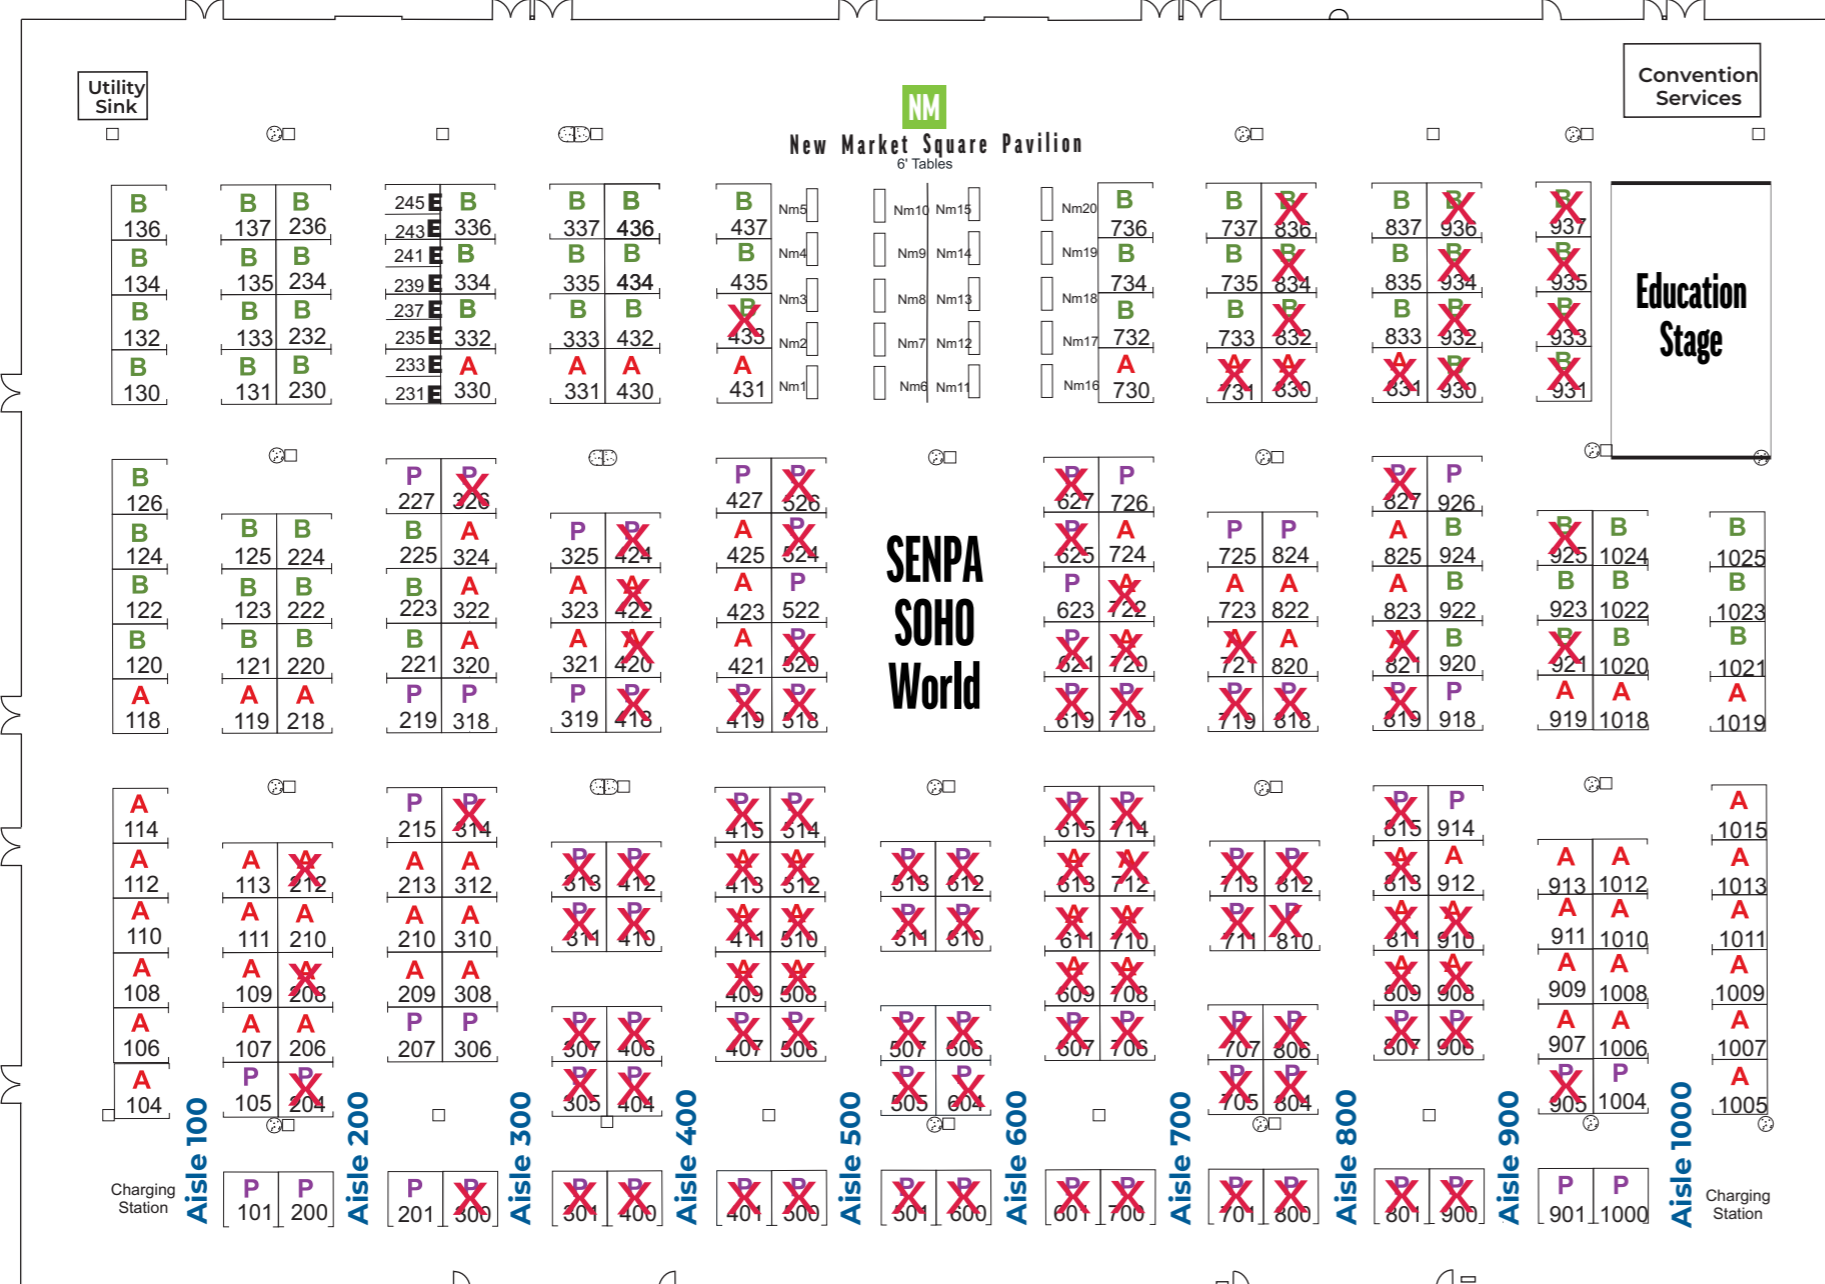 Utility
Sink
NM
New Market Square Pavilion
6' Tables
Convention
Services
B B B 245 E B B B B Nm5 Nm10 Nm15 Nm20 B B B B B B
136 137 236 243 E 336 337 436 437 736 737 836 837 936 937
B B B 241 E B B B B Nm4 Nm9 Nm14 Nm19 B B B B B B
134 135 234 239 E 334 335 434 435 734 735 834 835 934 935
B B B 237 E B B B B Nm3 Nm8 Nm13 Nm18 B B B B B B
132 133 232 235 E 332 333 432 433 Nm2 Nm7 Nm12 Nm17 732 733 832 833 932 933
B B B 233 E A A A A A A A A B B
130 131 230 231 E 330 331 430 431 Nm1 Nm6 Nm11 Nm16 730 731 830 831 930 931
Education
Stage
B P P P P P P P P
126 227 326 427 526 627 726 827 926
B B B B A P P A P P A P P A B B B B
124 125 224 225 324 325 424 425 524 625 724 725 824 825 924 925 1024 1025
B B B B A A A A P P A A A A B B B B
122 123 222 223 322 323 422 423 522 623 722 723 822 823 922 923 1022 1023
B B B B A A A A P P A A A A B B B B
120 121 220 221 320 321 420 421 520 621 720 721 820 821 920 921 1020 1021
A A A P P P P P P P P P P P P A A A
118 119 218 219 318 319 418 419 518 619 718 719 818 819 918 919 1018 1019
SENPA
SOHO
World
A P P P P P P P P A
114 215 314 415 514 615 714 815 914 1015
A A A A A P P A A P P A A P P A A A A A
112 113 212 213 312 313 412 413 512 513 612 613 712 713 812 813 912 913 1012 1013
A A A A A P P A A P P A A P P A A A A A
110 111 210 210 310 311 410 411 510 511 610 611 710 711 810 811 910 911 1010 1011
A A A A A A A A A A A A A A
108 109 208 209 308 409 508 609 708 809 908 909 1008 1009
A A A P P P P P P P P P P P P P P A A A
106 107 206 207 306 307 406 407 506 507 606 607 706 707 806 807 906 907 1006 1007
A P P P P P P P P P P A
104 105 204 305 404 505 604 705 804 905 1004 1005
Aisle 100
Aisle 200
Aisle 300
Aisle 400
Aisle 500
Aisle 600
Aisle 700
Aisle 800
Aisle 900
Aisle 1000
Charging
Station
P P P P P P P P P P P P P P P P P P
101 200 201 300 301 400 401 500 501 600 601 700 701 800 801 900 901 1000
Charging
Station